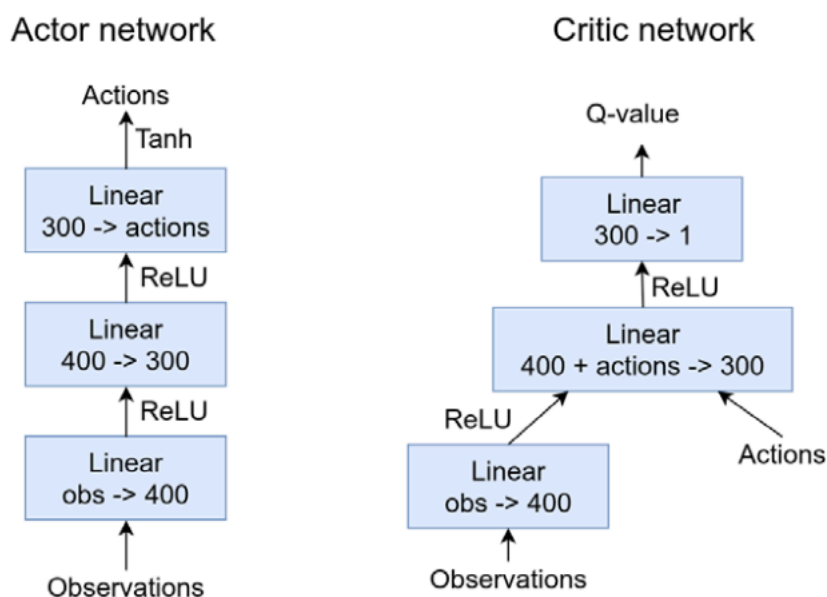 Actor network
Actions
Tanh
Linear
300 -> actions
ReLU
Linear
400 -> 300
ReLU
Linear
obs -> 400
Observations
Critic network
Q-value
Linear
300 -> 1
ReLU
Linear
400 + actions -> 300
ReLU
Actions
Linear
obs -> 400
Observations